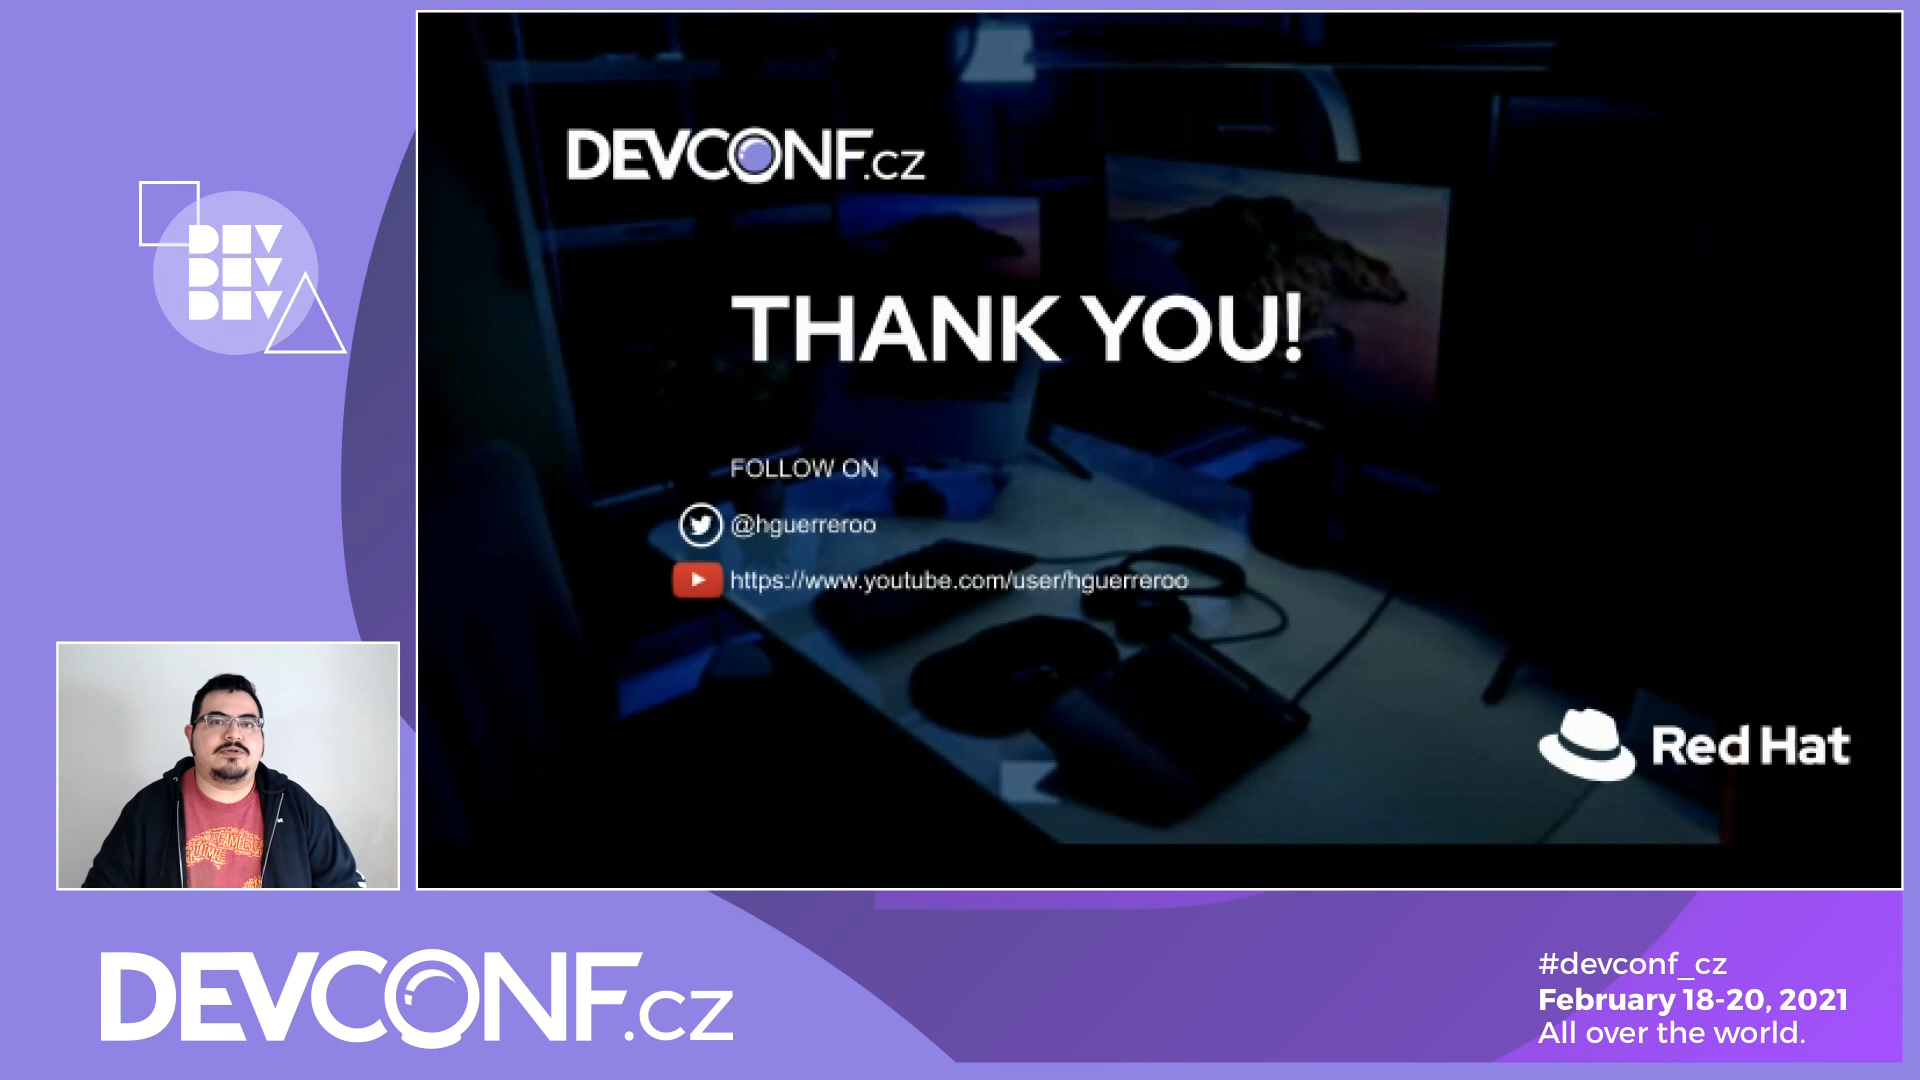 DEV
DEV
DEV
DEVCONF.cz
THANK YOU!
FOLLOW ON
@hguerreroo
https://www.youtube.com/user/hguerreroo
Red Hat
DEVCONF.cz
#devconf_cz
February 18-20, 2021
All over the world.